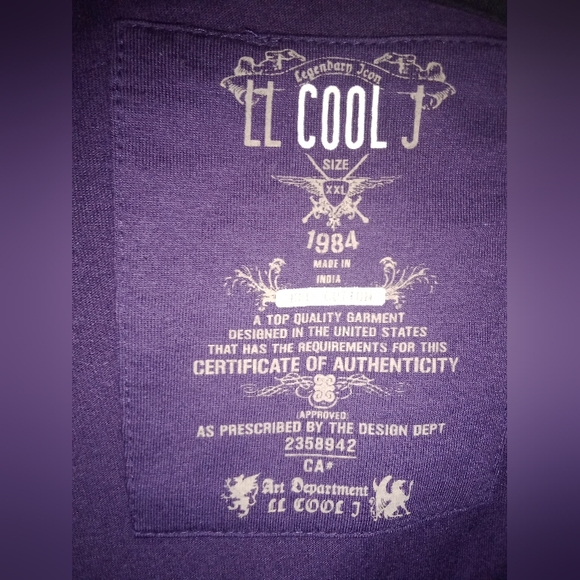 Legendary Icon
LL COOL J
SIZE
XXL
1984
MADE IN
INDIA
A TOP QUALITY GARMENT
DESIGNED IN THE UNITED STATES
THAT HAS THE REQUIREMENTS FOR THIS
CERTIFICATE OF AUTHENTICITY
(APPROVED)
AS PRESCRIBED BY THE DESIGN DEPT
2358942
CA#
Art Department
LL COOL J